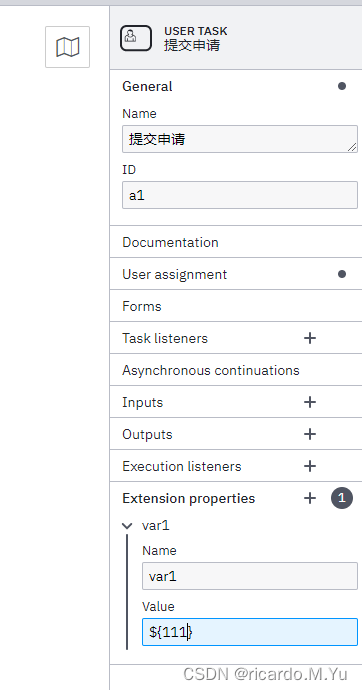 USER TASK
提交申请
General
Name
提交申请
ID
a1
Documentation
User assignment
Forms
Task listeners
Asynchronous continuations
Inputs
Outputs
Execution listeners
Extension properties 1
var1
Name
var1
Value
${111}
CSDN @ricardo.M.Yu